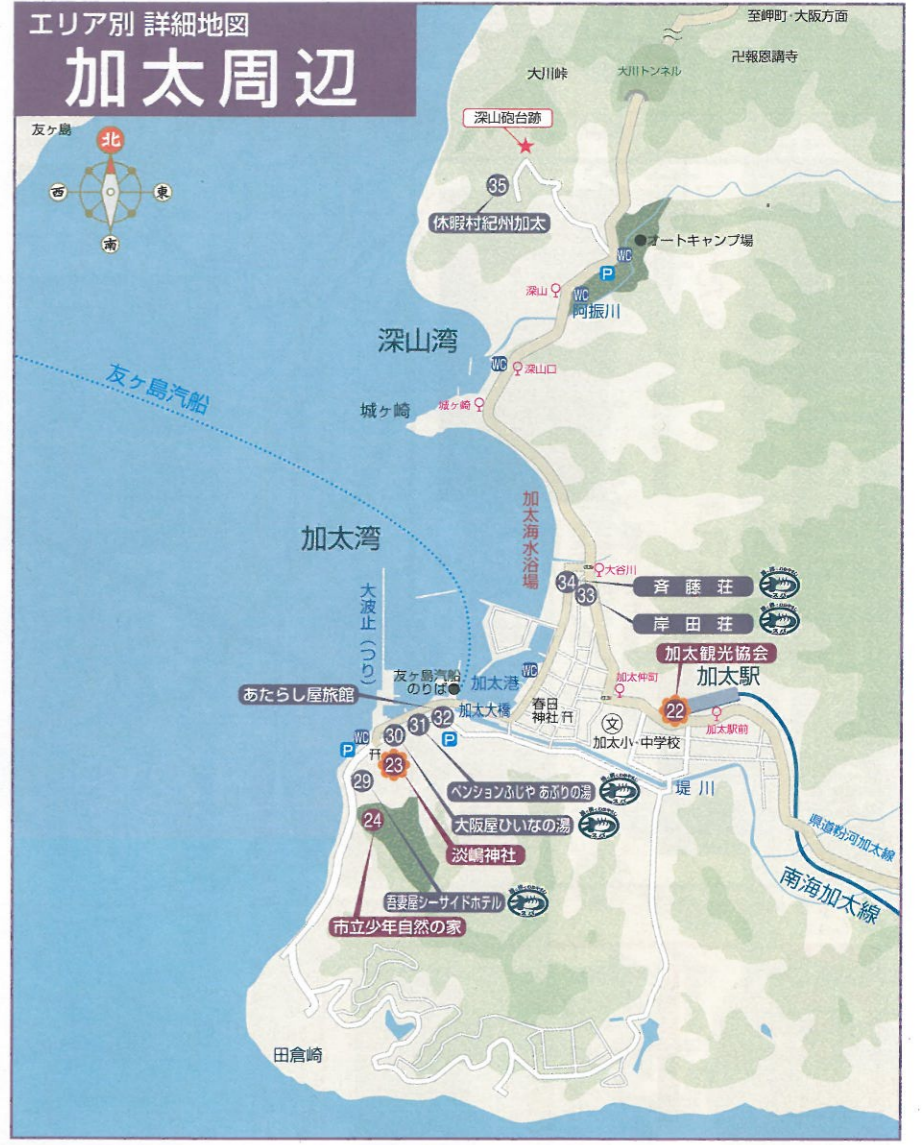 エリア別 詳細地図
加太周辺
至岬町・大阪方面
卍報恩講寺
大川峠
大川トンネル
友ヶ島
北
西
東
南
深山砲台跡
35
休暇村紀州加太
オートキャンプ場
WC
P
WC
深山
阿振川
深山湾
WC
深山口
友ヶ島汽船
城ヶ崎
城ヶ崎
加太海水浴場
加太湾
大谷川
34
33
斉藤荘
岸田荘
大波止(つり)
加太観光協会
加太駅
友ヶ島汽船
のりば
加太港
WC
加太仲町
あたらし屋旅館
加太大橋
春日
神社
文
22
加太駅前
加太小・中学校
32
31
30
P
WC
P
23
29
ペンションふじや あぶりの湯
堤川
24
大阪屋ひいなの湯
県道粉河加太線
淡嶋神社
南海加太線
吾妻屋シーサイドホテル
市立少年自然の家
田倉崎